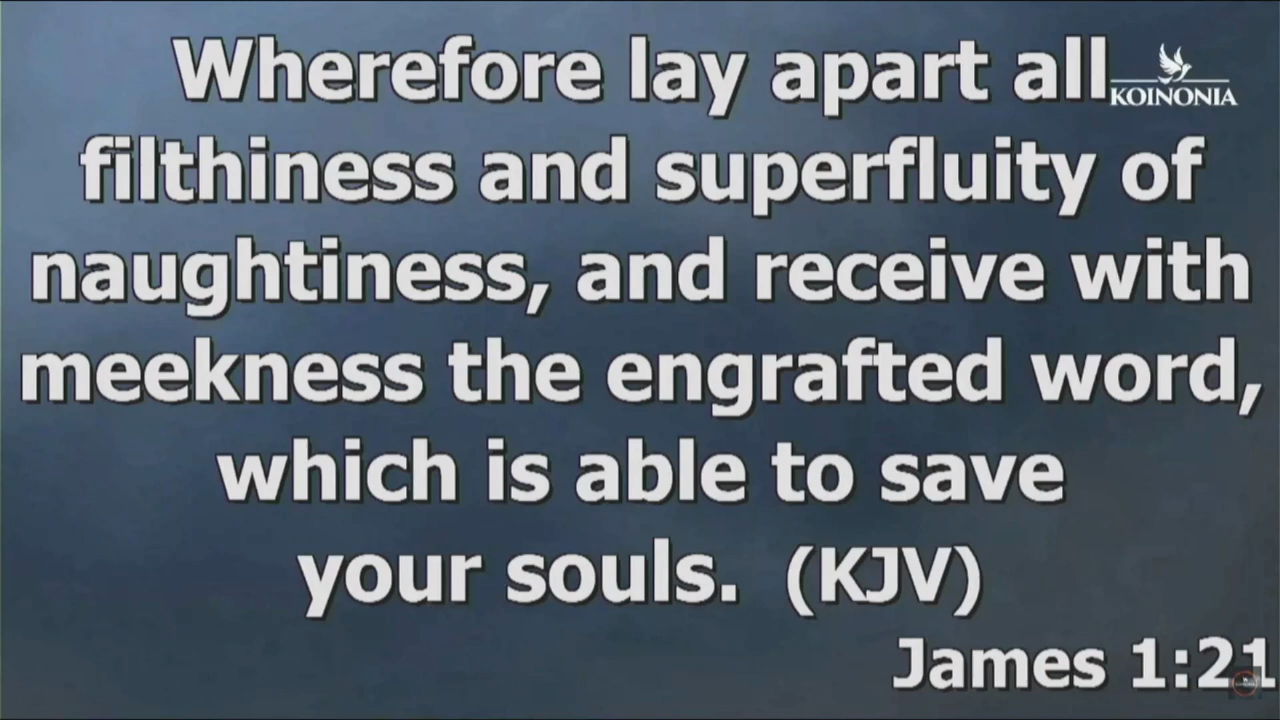 Wherefore lay apart all
KOINONIA
filthiness and superfluity of
naughtiness, and receive with
meekness the engrafted word,
which is able to save
your souls. (KJV)
James 1:21